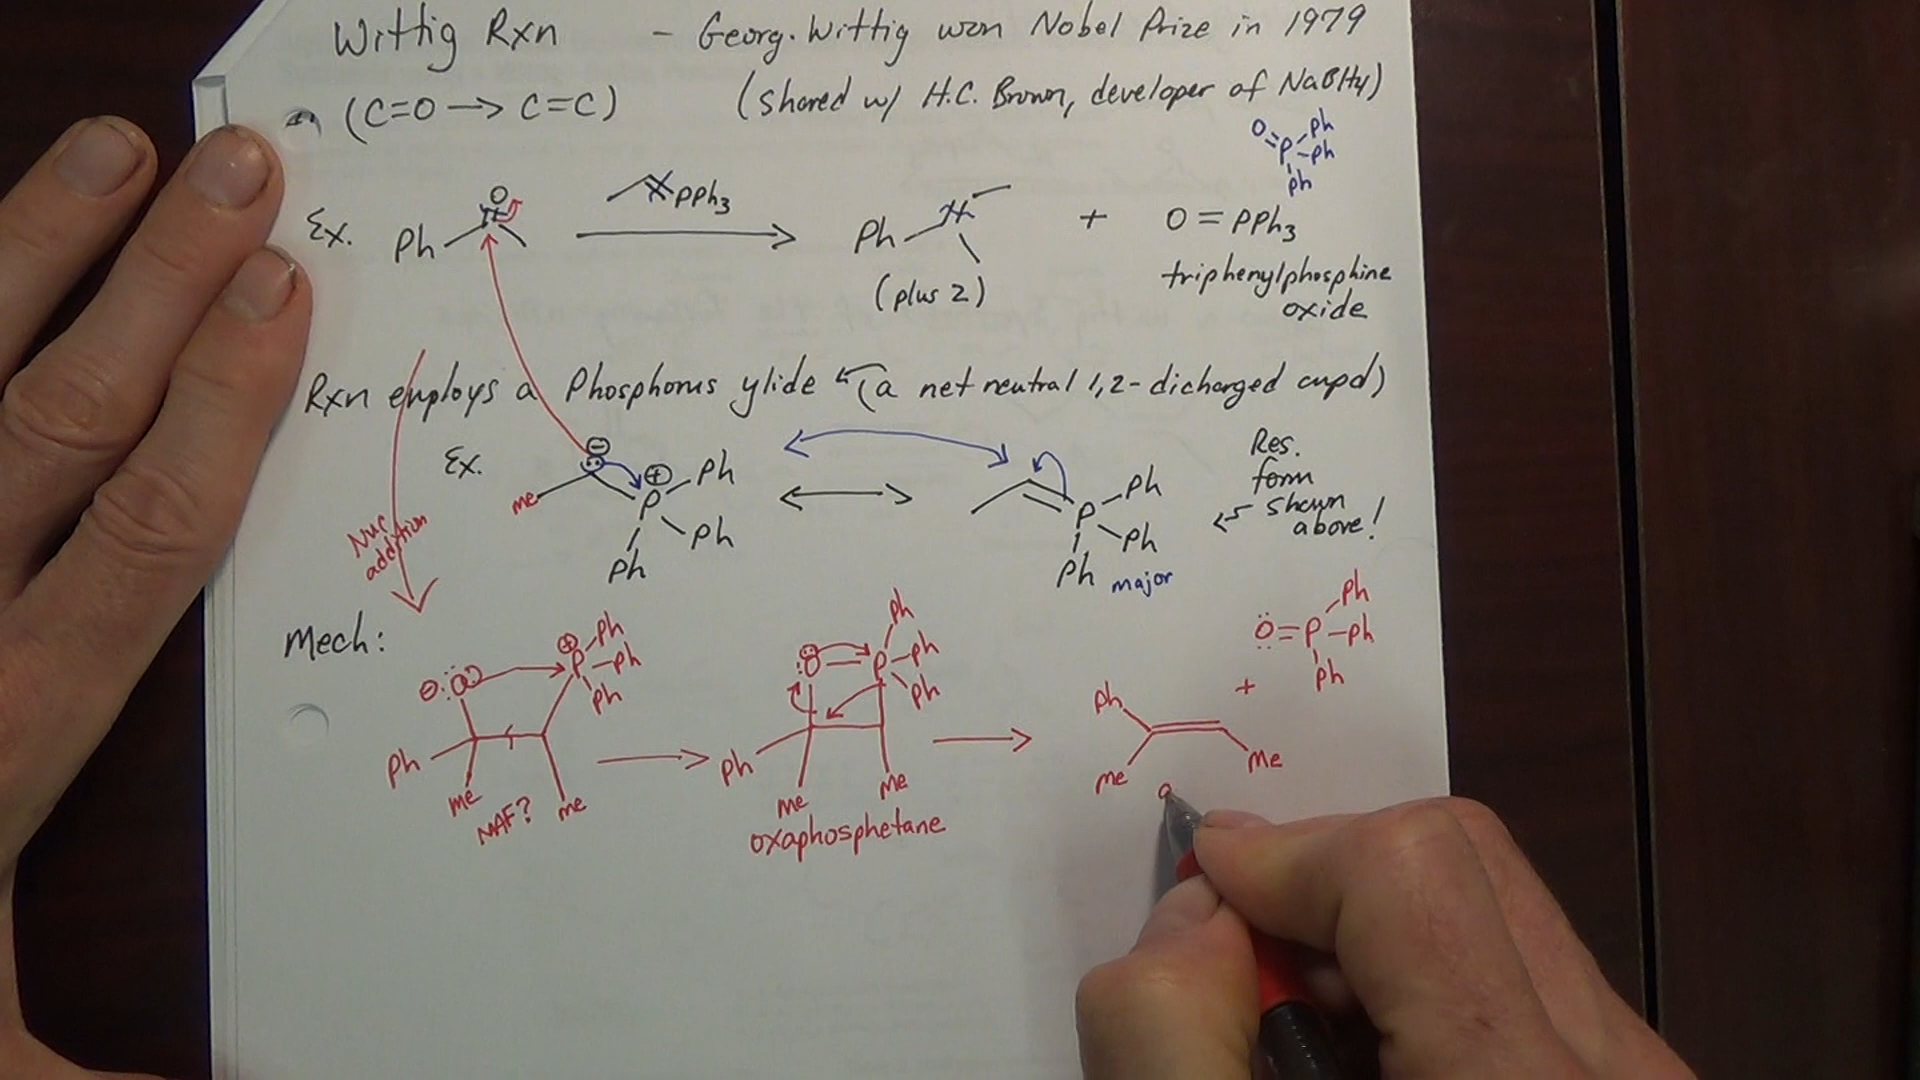 Wittig Rxn - Georg. Wittig won Nobel Prize in 1979
(C=O → C=C) (shared w/ H.C. Brown, developer of NaBH4)
O=P-Ph
Ph
Ph
Ex. Ph O PPh3 Ph + O = PPh3
(plus 2)
triphenylphosphine
oxide
Rxn employs a Phosphorus ylide ← (a net neutral 1,2-dicharged cmpd)
Ex. Me ⊖ ⊕ P Ph Ph Ph ↔ P Ph Ph Ph
major
Res.
form
shown
above!
Nuc
addition
Mech:
⊖ :O: ⊕ P Ph Ph Ph
Ph Me Me
MAF?
→
O P Ph Ph Ph
Ph Me Me
oxaphosphetane
→
Ph Me Me
+
O=P-Ph
Ph
Ph